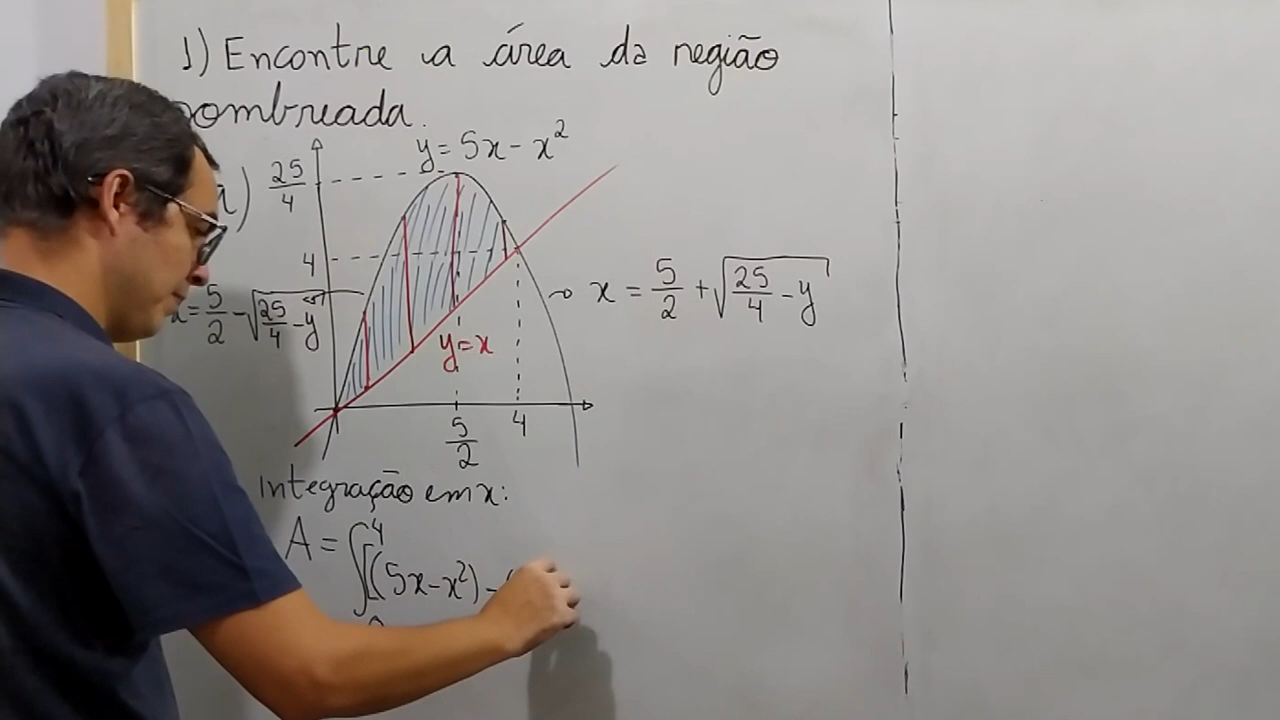 1) Encontre a área da região
sombreada.
y = 5x - x²
a) 25/4
4
x = 5/2 - √(25/4 - y)
x = 5/2 + √(25/4 - y)
y = x
5/2 4
Integração em x:
A = ∫₀⁴ [(5x - x²) - (